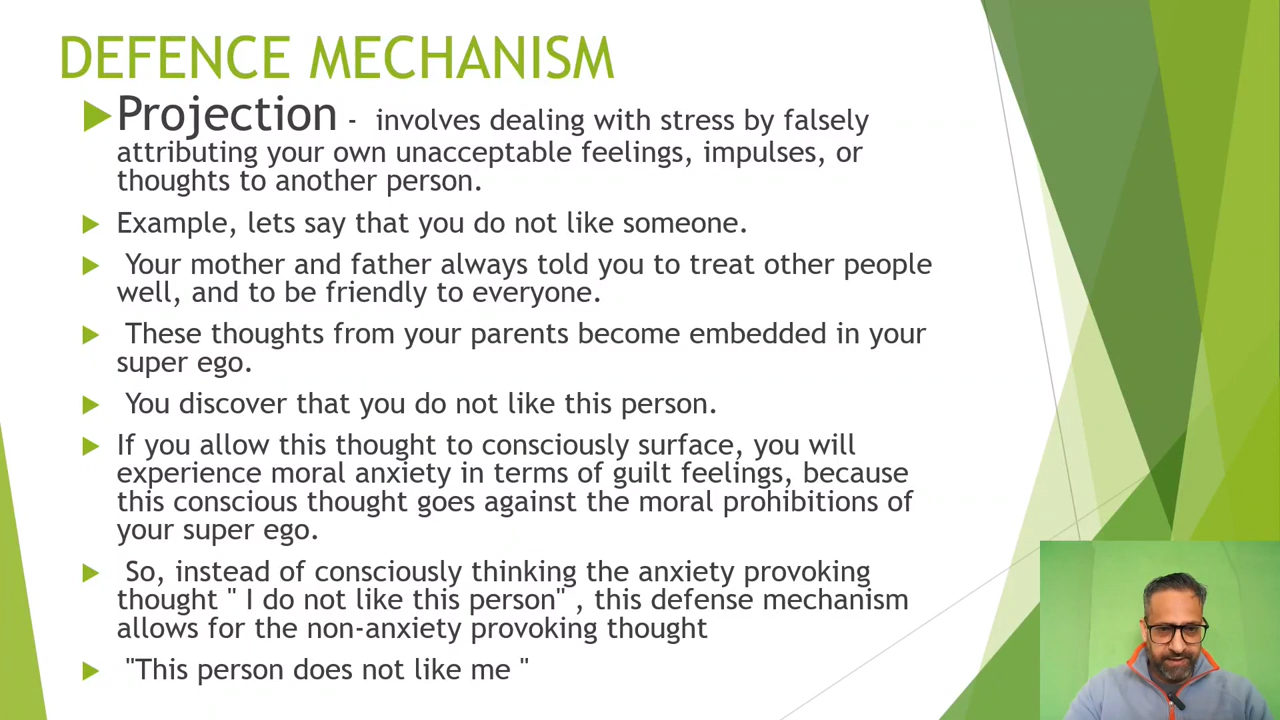 DEFENCE MECHANISM
Projection - involves dealing with stress by falsely
attributing your own unacceptable feelings, impulses, or
thoughts to another person.
Example, lets say that you do not like someone.
Your mother and father always told you to treat other people
well, and to be friendly to everyone.
These thoughts from your parents become embedded in your
super ego.
You discover that you do not like this person.
If you allow this thought to consciously surface, you will
experience moral anxiety in terms of guilt feelings, because
this conscious thought goes against the moral prohibitions of
your super ego.
So, instead of consciously thinking the anxiety provoking
thought " I do not like this person" , this defense mechanism
allows for the non-anxiety provoking thought
"This person does not like me "